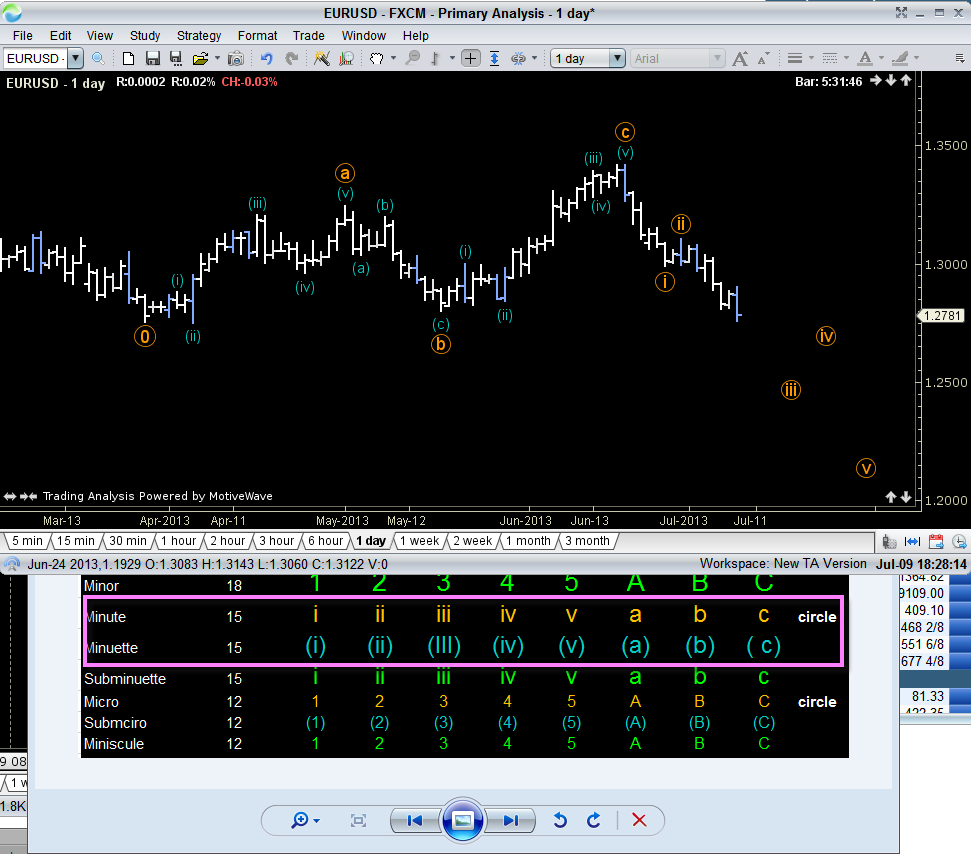 EURUSD - FXCM - Primary Analysis - 1 day*
File Edit View Study Strategy Format Trade Window Help
EURUSD - 1 day Arial A A A
EURUSD - 1 day R:0.0002 R:0.02% CH:-0.03% Bar: 5:31:46
c
(iii) (v) 1.3500
a
(v)
(iii) (b) (iv)
ii
(i)
(a) 1.3000
(i) (iv) i
(ii) 1.2781
0 (ii) (c) iv
b
iii 1.2500
v
Trading Analysis Powered by MotiveWave 1.2000
Mar-13 Apr-2013 Apr-11 May-2013 May-12 Jun-2013 Jun-13 Jul-2013 Jul-11
5 min 15 min 30 min 1 hour 2 hour 3 hour 6 hour 1 day 1 week 2 week 1 month 3 month
Jun-24 2013,1.1929 O:1.3083 H:1.3143 L:1.3060 C:1.3122 V:0 Workspace: New TA Version Jul-09 18:28:14
Minor 18 1 2 3 4 5 A B C 1364.82
9109.00
Minute 15 i ii iii iv v a b c circle 409.10
468 2/8
Minuette 15 (i) (ii) (III) (iv) (v) (a) (b) ( c) 551 6/8
677 4/8
Subminuette 15 i ii iii iv v a b c
Micro 12 1 2 3 4 5 A B C circle 81.33
422.35
Submciro 12 (1) (2) (3) (4) (5) (A) (B) (C)
Miniscule 12 1 2 3 4 5 A B C
9 08
1 w
1.8K